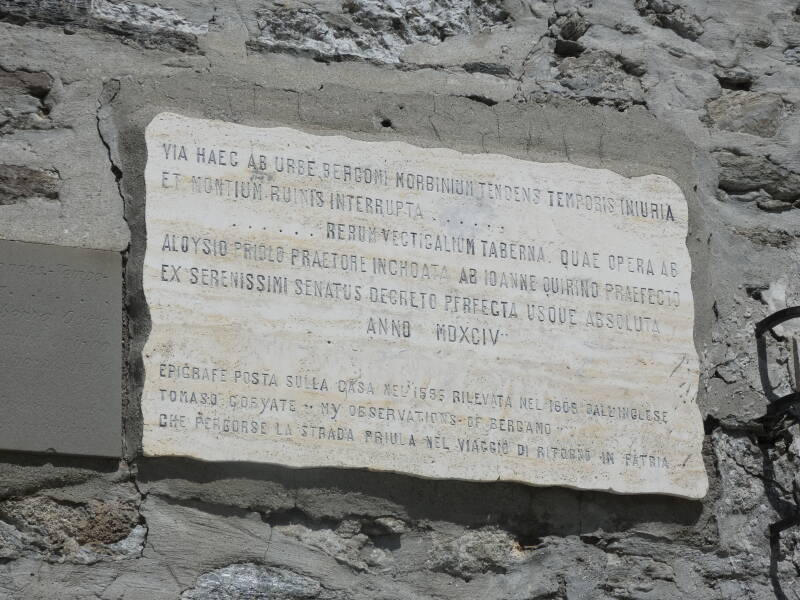 VIA HAEC AB URBE BERGOMI MORBINIUM TENDENS TEMPORIS INIURIA
ET MONTIUM RUINIS INTERRUPTA . . . . . .
. . . . . . . RERUM VECTIGALIUM TABERNA. QUAE OPERA AB
ALOYSIO PRIOLO PRAETORE INCHOATA AB IOANNE QUIRINO PRAEFECTO
EX SERENISSIMI SENATUS DECRETO PERFECTA USQUE ABSOLUTA
ANNO MDXCIV
EPIGRAFE POSTA SULLA CASA NEL RILEVATA NEL 1608 DALL'INGLESE
TOMASO CORYATE - My OBSERVATIONS OF BERGAMO
CHE PERCORSE LA STRADA PRIULA NEL VIAGGIO DI RITORNO IN PATRIA